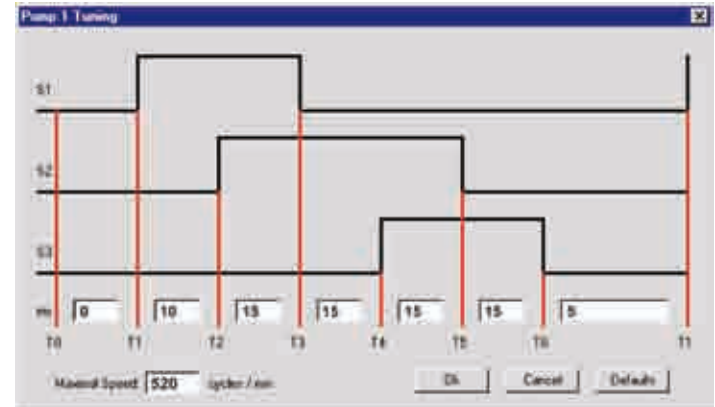 Pump 1 Tuning
S1
S2
S3
ms 0 10 15 15 15 15 5
T0 T1 T2 T3 T4 T5 T6 T1
Maximal Speed: 520 cycles / min Ok Cancel Defaults